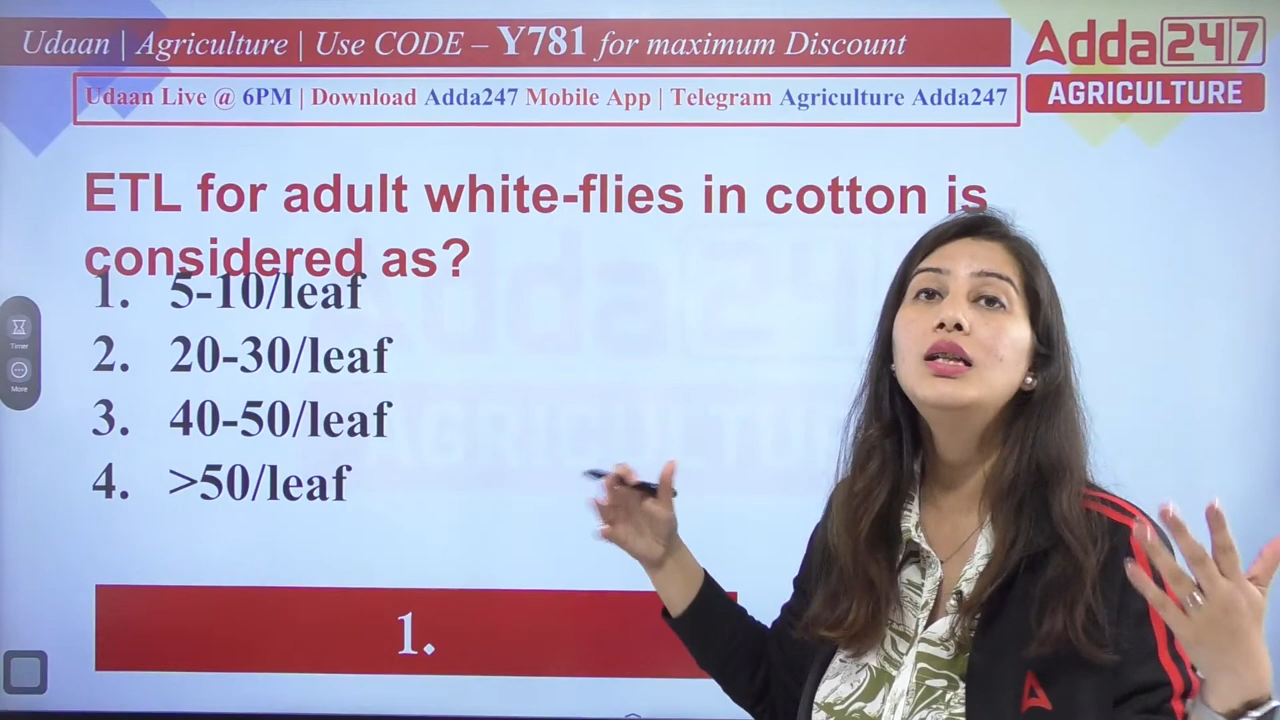 Udaan | Agriculture | Use CODE – Y781 for maximum Discount
Adda247
Udaan Live @ 6PM | Download Adda247 Mobile App | Telegram Agriculture Adda247
AGRICULTURE
ETL for adult white-flies in cotton is
considered as?
1. 5-10/leaf
2. 20-30/leaf
3. 40-50/leaf
4. >50/leaf
Timer
More
1.
Adda247
AGRICULTURE